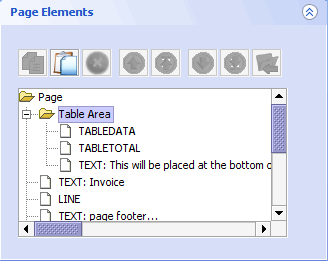 Page Elements
Page
Table Area
TABLEDATA
TABLETOTAL
TEXT: This will be placed at the bottom o
TEXT: Invoice
LINE
TEXT: page footer...